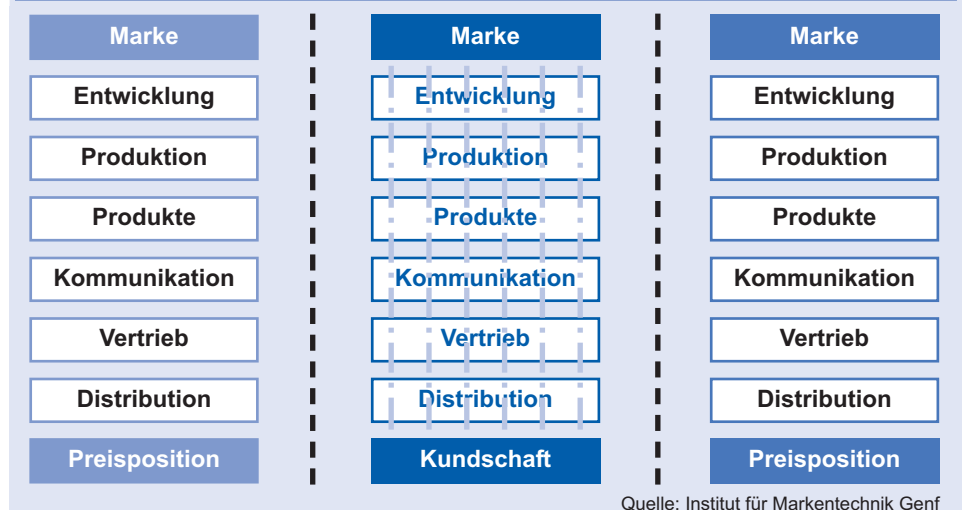 Marke
Entwicklung
Produktion
Produkte
Kommunikation
Vertrieb
Distribution
Preisposition
Marke
Entwicklung
Produktion
Produkte
Kommunikation
Vertrieb
Distribution
Kundschaft
Marke
Entwicklung
Produktion
Produkte
Kommunikation
Vertrieb
Distribution
Preisposition
Quelle: Institut für Markentechnik Genf